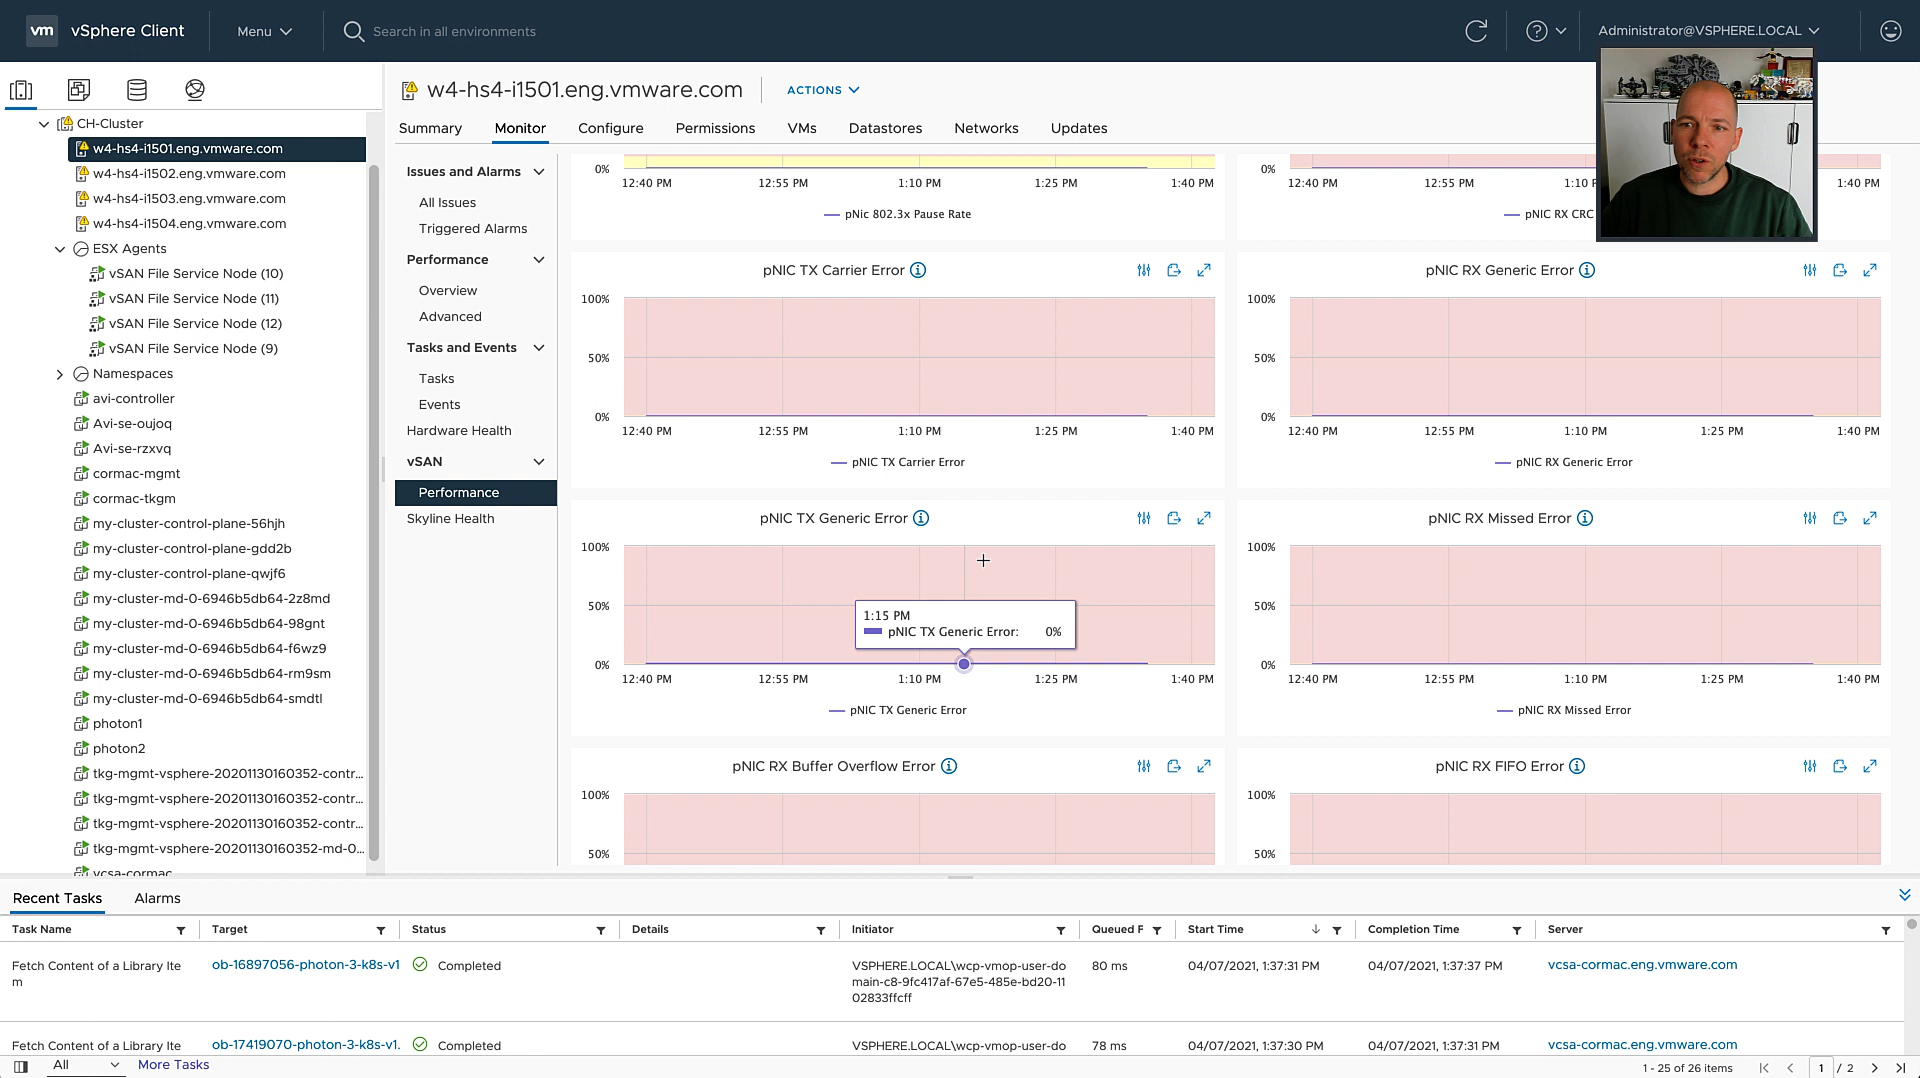 vm vSphere Client Menu Search in all environments Administrator@VSPHERE.LOCAL
CH-Cluster
w4-hs4-i1501.eng.vmware.com
w4-hs4-i1502.eng.vmware.com
w4-hs4-i1503.eng.vmware.com
w4-hs4-i1504.eng.vmware.com
ESX Agents
vSAN File Service Node (10)
vSAN File Service Node (11)
vSAN File Service Node (12)
vSAN File Service Node (9)
Namespaces
avi-controller
Avi-se-oujoq
Avi-se-rzxvq
cormac-mgmt
cormac-tkgm
my-cluster-control-plane-56hjh
my-cluster-control-plane-gdd2b
my-cluster-control-plane-qwjf6
my-cluster-md-0-6946b5db64-2z8md
my-cluster-md-0-6946b5db64-98gnt
my-cluster-md-0-6946b5db64-f6wz9
my-cluster-md-0-6946b5db64-rm9sm
my-cluster-md-0-6946b5db64-smdtl
photon1
photon2
tkg-mgmt-vsphere-20201130160352-contr...
tkg-mgmt-vsphere-20201130160352-contr...
tkg-mgmt-vsphere-20201130160352-contr...
tkg-mgmt-vsphere-20201130160352-md-0...
vcsa-cormac
w4-hs4-i1501.eng.vmware.com ACTIONS
Summary Monitor Configure Permissions VMs Datastores Networks Updates
Issues and Alarms
All Issues
Triggered Alarms
Performance
Overview
Advanced
Tasks and Events
Tasks
Events
Hardware Health
vSAN
Performance
Skyline Health
0%
12:40 PM 12:55 PM 1:10 PM 1:25 PM 1:40 PM
pNic 802.3x Pause Rate
0%
12:40 PM 12:55 PM 1:10 P 1:40 PM
pNIC RX CRC
pNIC TX Carrier Error
100%
50%
0%
12:40 PM 12:55 PM 1:10 PM 1:25 PM 1:40 PM
pNIC TX Carrier Error
pNIC RX Generic Error
100%
50%
0%
12:40 PM 12:55 PM 1:10 PM 1:25 PM 1:40 PM
pNIC RX Generic Error
pNIC TX Generic Error
100%
50%
1:15 PM
pNIC TX Generic Error: 0%
0%
12:40 PM 12:55 PM 1:10 PM 1:25 PM 1:40 PM
pNIC TX Generic Error
pNIC RX Missed Error
100%
50%
0%
12:40 PM 12:55 PM 1:10 PM 1:25 PM 1:40 PM
pNIC RX Missed Error
pNIC RX Buffer Overflow Error
100%
50%
pNIC RX FIFO Error
100%
50%
Recent Tasks Alarms
Task Name Target Status Details Initiator Queued F Start Time Completion Time Server
Fetch Content of a Library Ite ob-16897056-photon-3-k8s-v1 Completed VSPHERE.LOCAL\wcp-vmop-user-do 80 ms 04/07/2021, 1:37:31 PM 04/07/2021, 1:37:37 PM vcsa-cormac.eng.vmware.com
m main-c8-9fc417af-67e5-485e-bd20-11
02833ffcff
Fetch Content of a Library Ite ob-17419070-photon-3-k8s-v1. Completed VSPHERE.LOCAL\wcp-vmop-user-do 78 ms 04/07/2021, 1:37:30 PM 04/07/2021, 1:37:31 PM vcsa-cormac.eng.vmware.com
All More Tasks 1 - 25 of 26 items 1 / 2